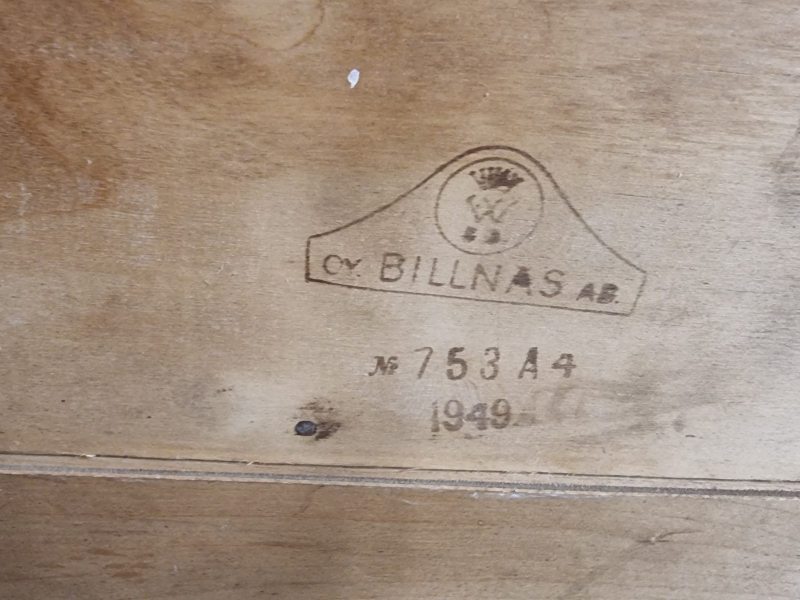 W
OY. BILLNÄS AB.
№ 753 A 4
1949